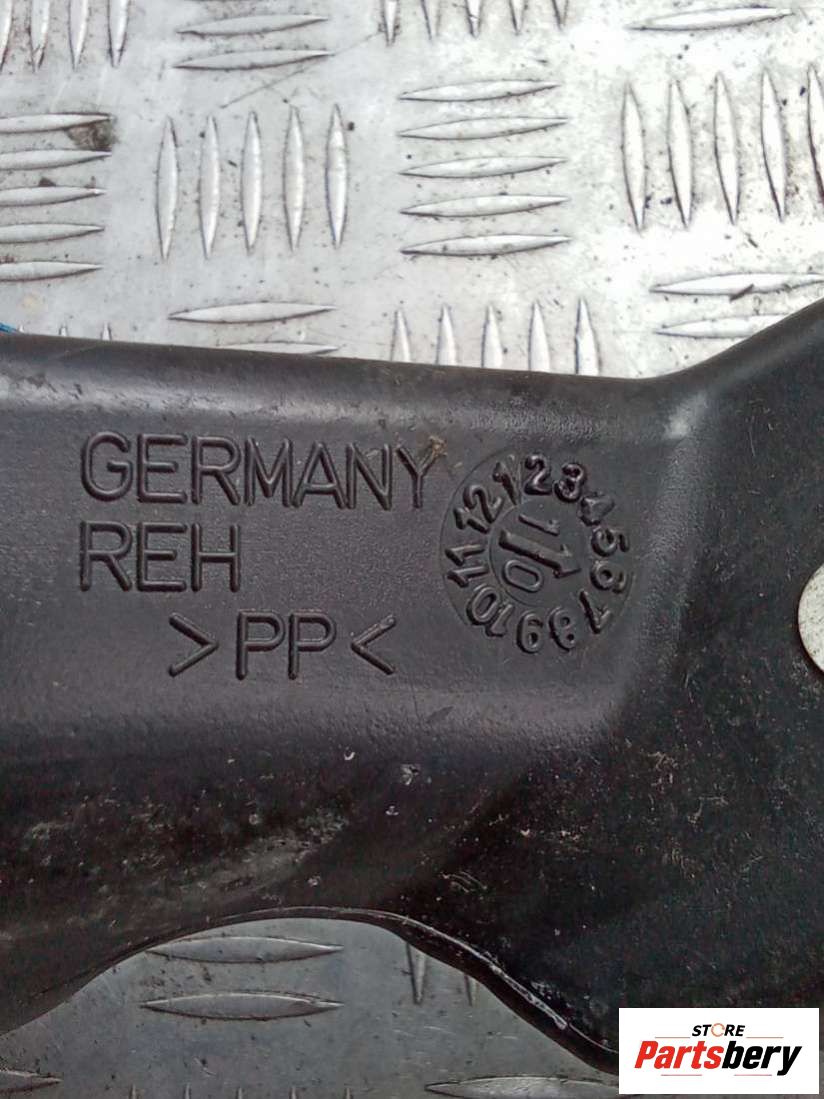 GERMANY
REH
>PP<
1 2 3 4 5 6 7 8 9 10 11 12
10
STORE
Partsbery